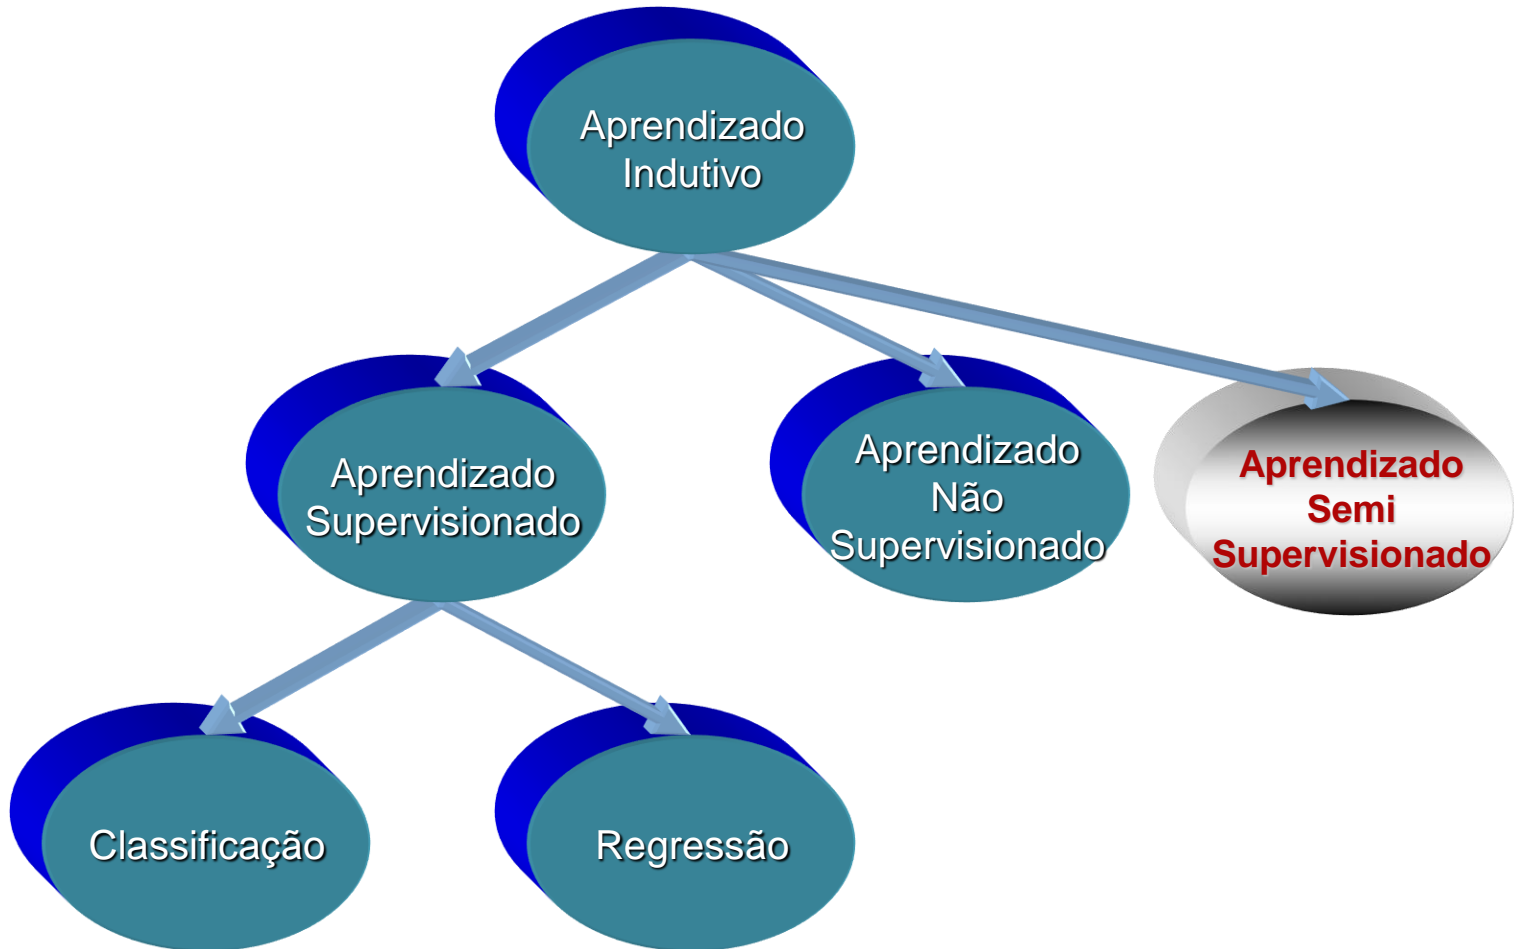 Aprendizado
Indutivo
Aprendizado
Supervisionado
Aprendizado
Não
Supervisionado
Aprendizado
Semi
Supervisionado
Classificação
Regressão